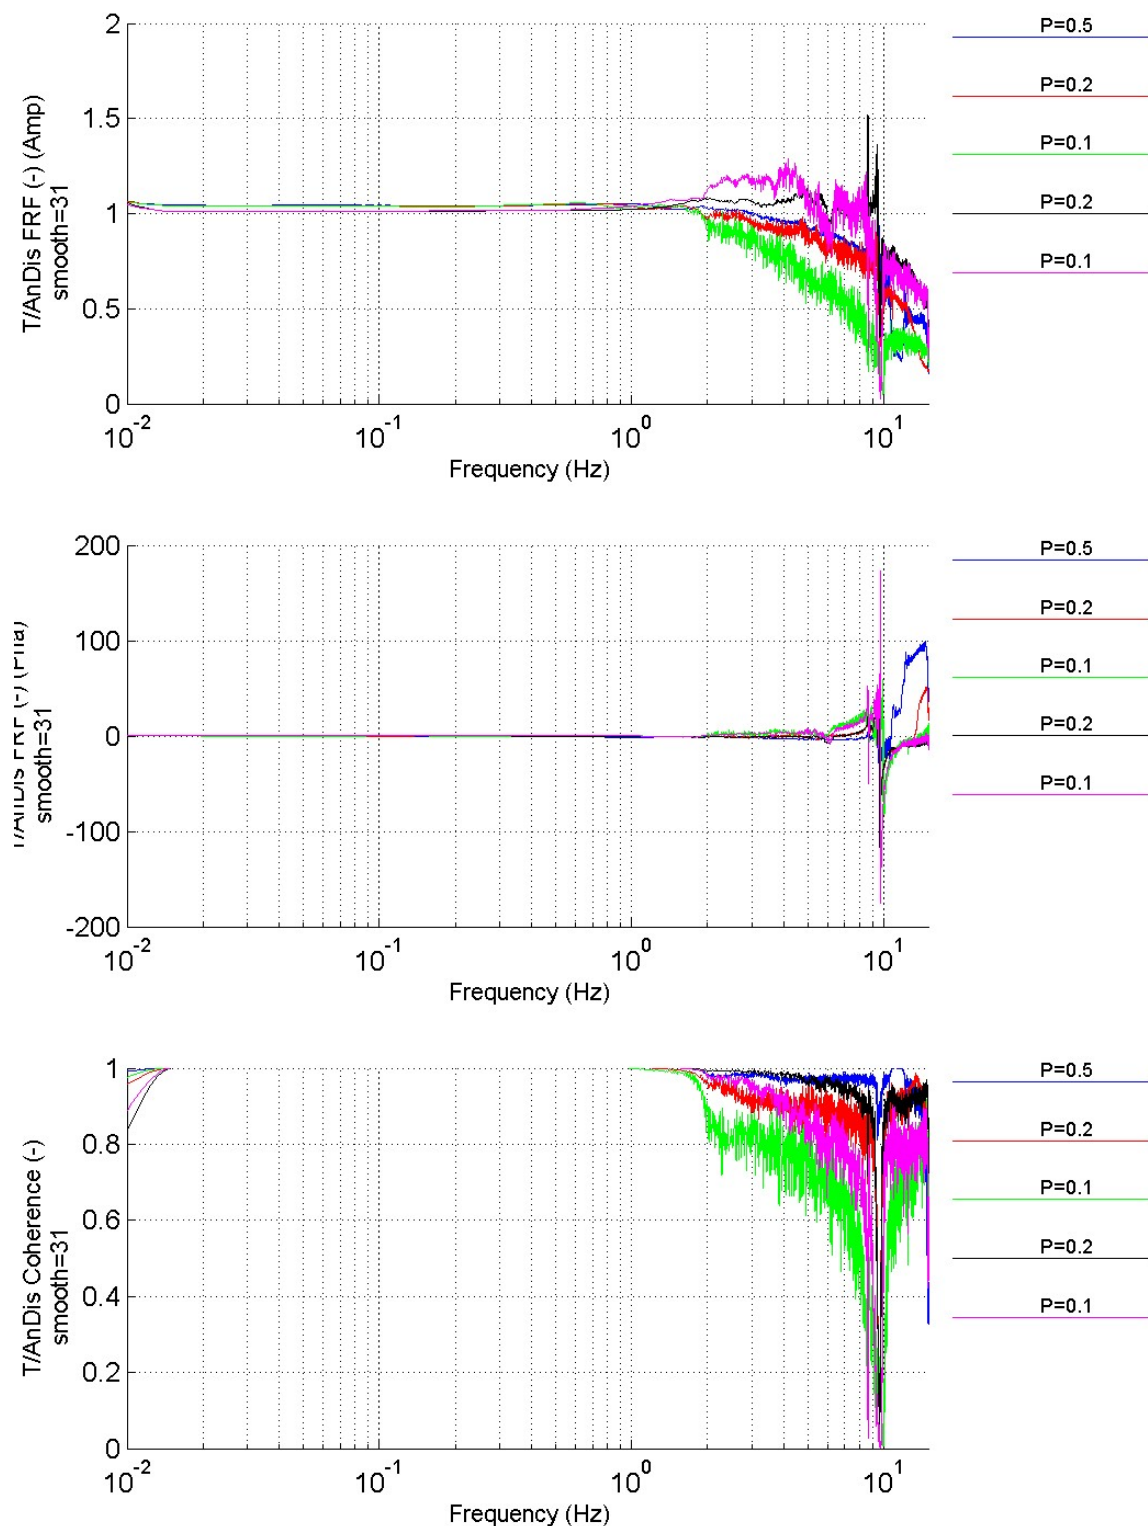 T/AnDis FRF (-) (Amp)
smooth=31
2
1.5
1
0.5
0
10^-2
10^-1
10^0
10^1
Frequency (Hz)
P=0.5
P=0.2
P=0.1
P=0.2
P=0.1
FRF (-)
smooth=31
200
100
0
-100
-200
10^-2
10^-1
10^0
10^1
Frequency (Hz)
P=0.5
P=0.2
P=0.1
P=0.2
P=0.1
T/AnDis Coherence (-)
smooth=31
1
0.8
0.6
0.4
0.2
0
10^-2
10^-1
10^0
10^1
Frequency (Hz)
P=0.5
P=0.2
P=0.1
P=0.2
P=0.1